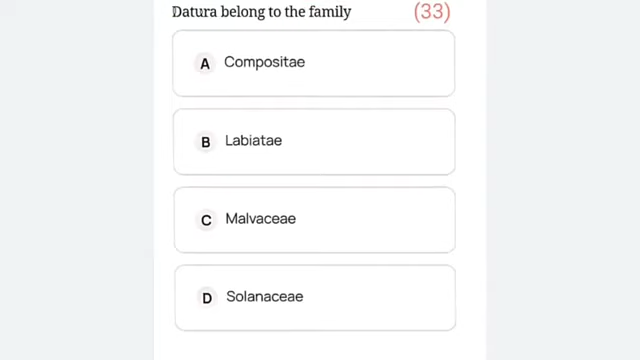 Datura belong to the family (33)
A Compositae
B Labiatae
C Malvaceae
D Solanaceae